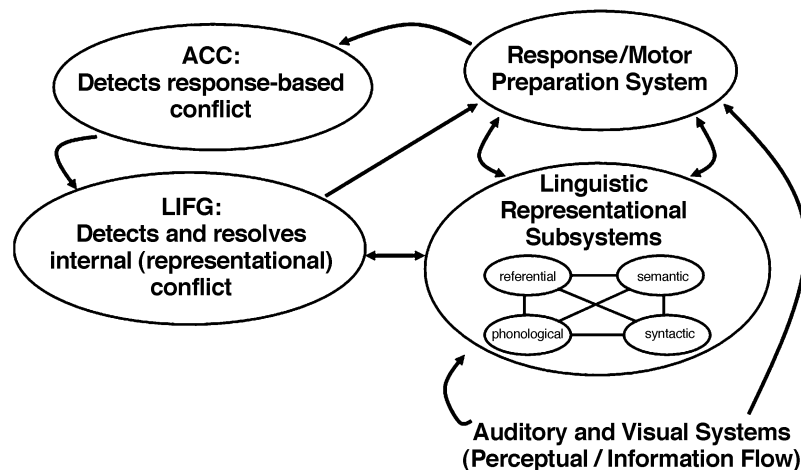 ACC:
Detects response-based
conflict
Response/Motor
Preparation System
LIFG:
Detects and resolves
internal (representational)
conflict
Linguistic
Representational
Subsystems
referential
semantic
phonological
syntactic
Auditory and Visual Systems
(Perceptual / Information Flow)